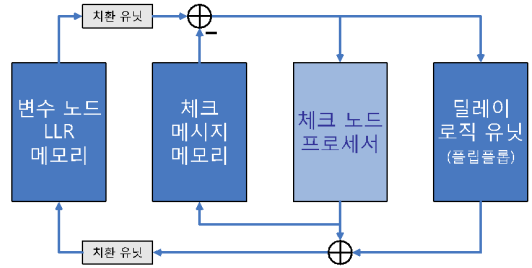 치환 유닛
변수 노드
LLR
메모리
체크
메시지
메모리
체크 노드
프로세서
딜레이
로직 유닛
(플립플롭)
치환 유닛